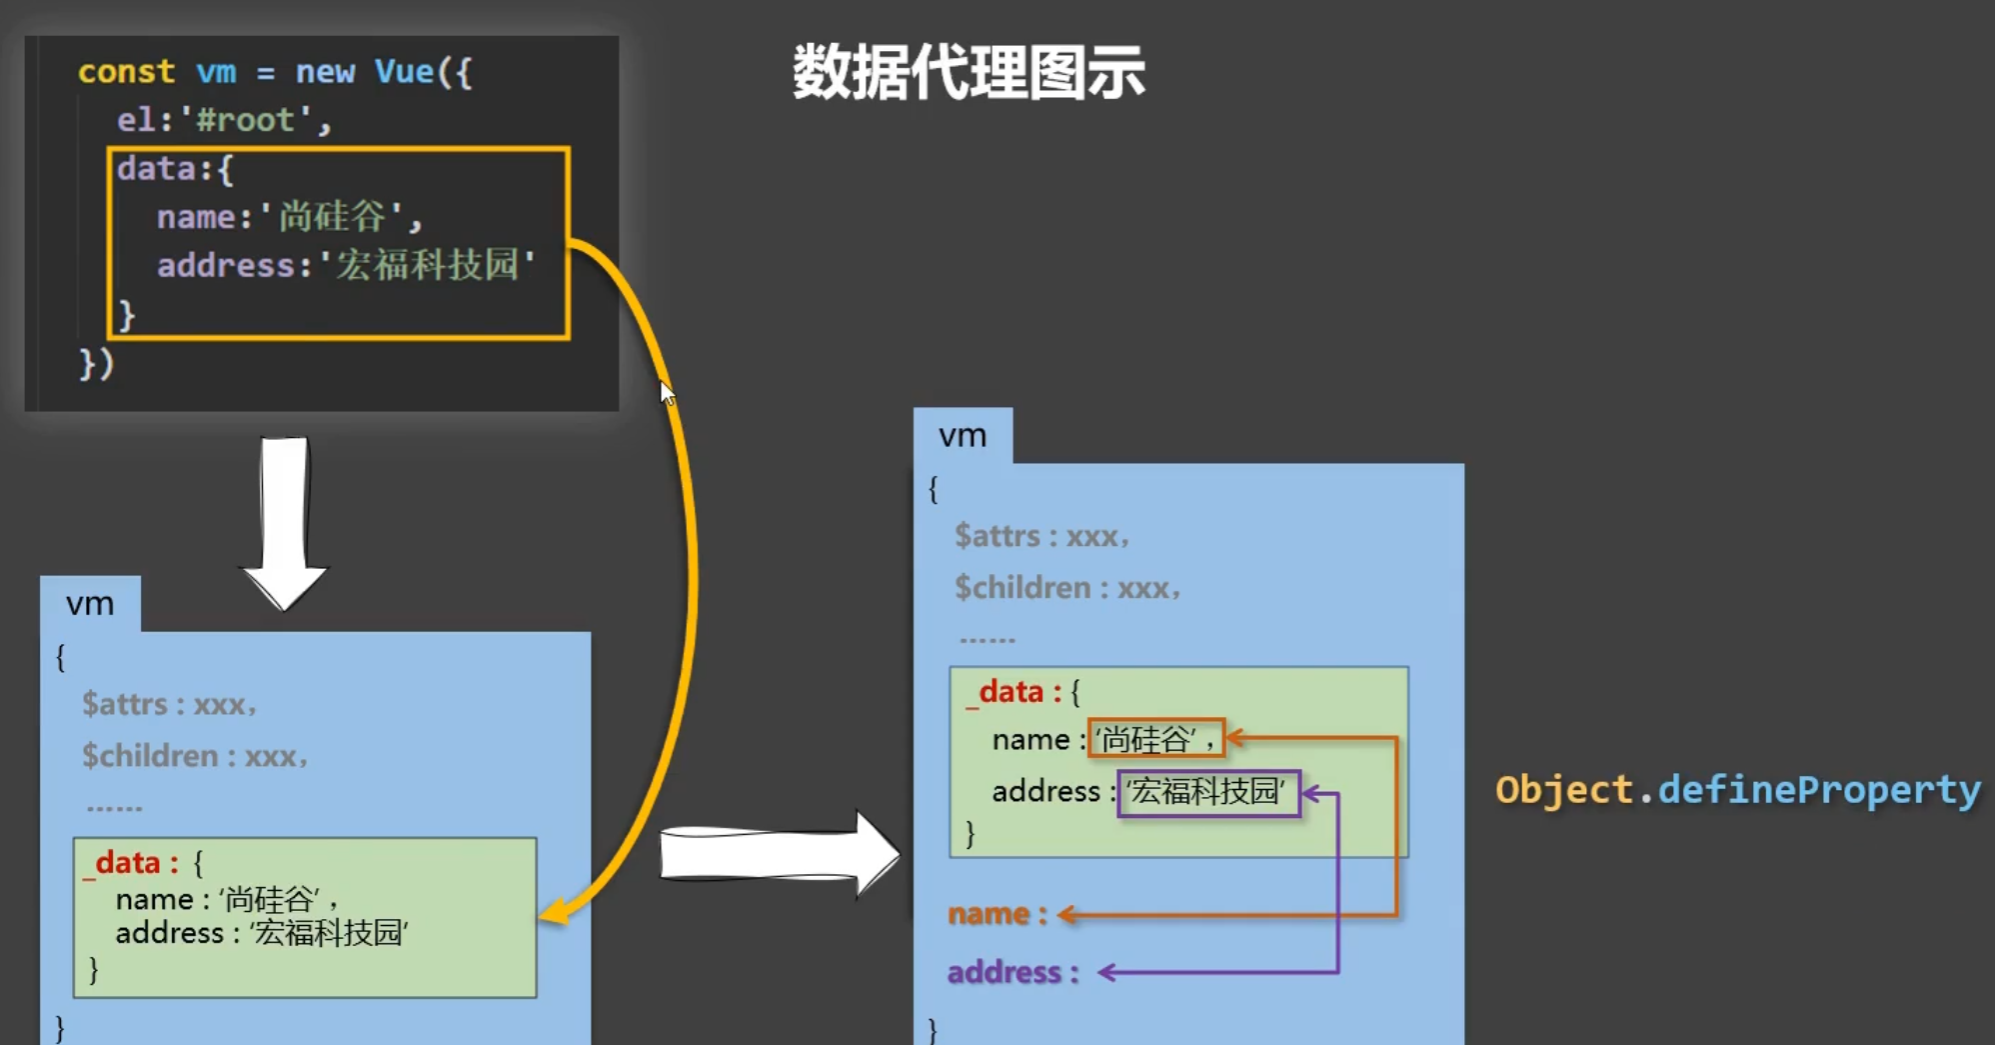 数据代理图示
const vm = new Vue({
el:'#root',
data:{
name:'尚硅谷',
address:'宏福科技园'
}
})
vm
{
$attrs : xxx，
$children : xxx，
......
_data : {
name : ‘尚硅谷’ ，
address : ‘宏福科技园’
}
}
vm
{
$attrs : xxx，
$children : xxx，
......
_data : {
name : ‘尚硅谷’ ，
address : ‘宏福科技园’
}
name :
address :
}
Object.defineProperty